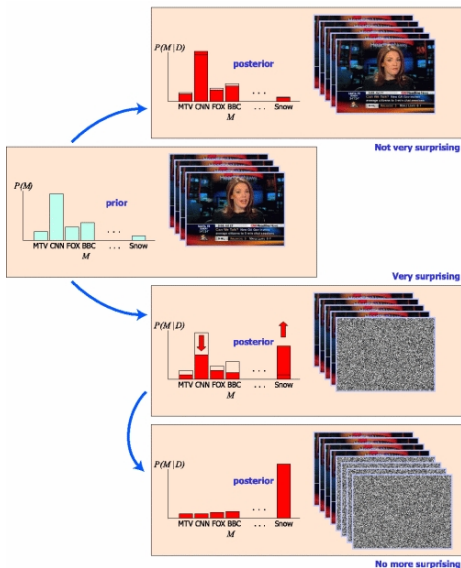 P(M|D)
posterior
MTV CNN FOX BBC ... Snow
M
Not very surprising
P(M)
prior
MTV CNN FOX BBC ... Snow
M
Very surprising
P(M|D)
posterior
MTV CNN FOX BBC ... Snow
M
P(M|D)
posterior
MTV CNN FOX BBC ... Snow
M
No more surprising